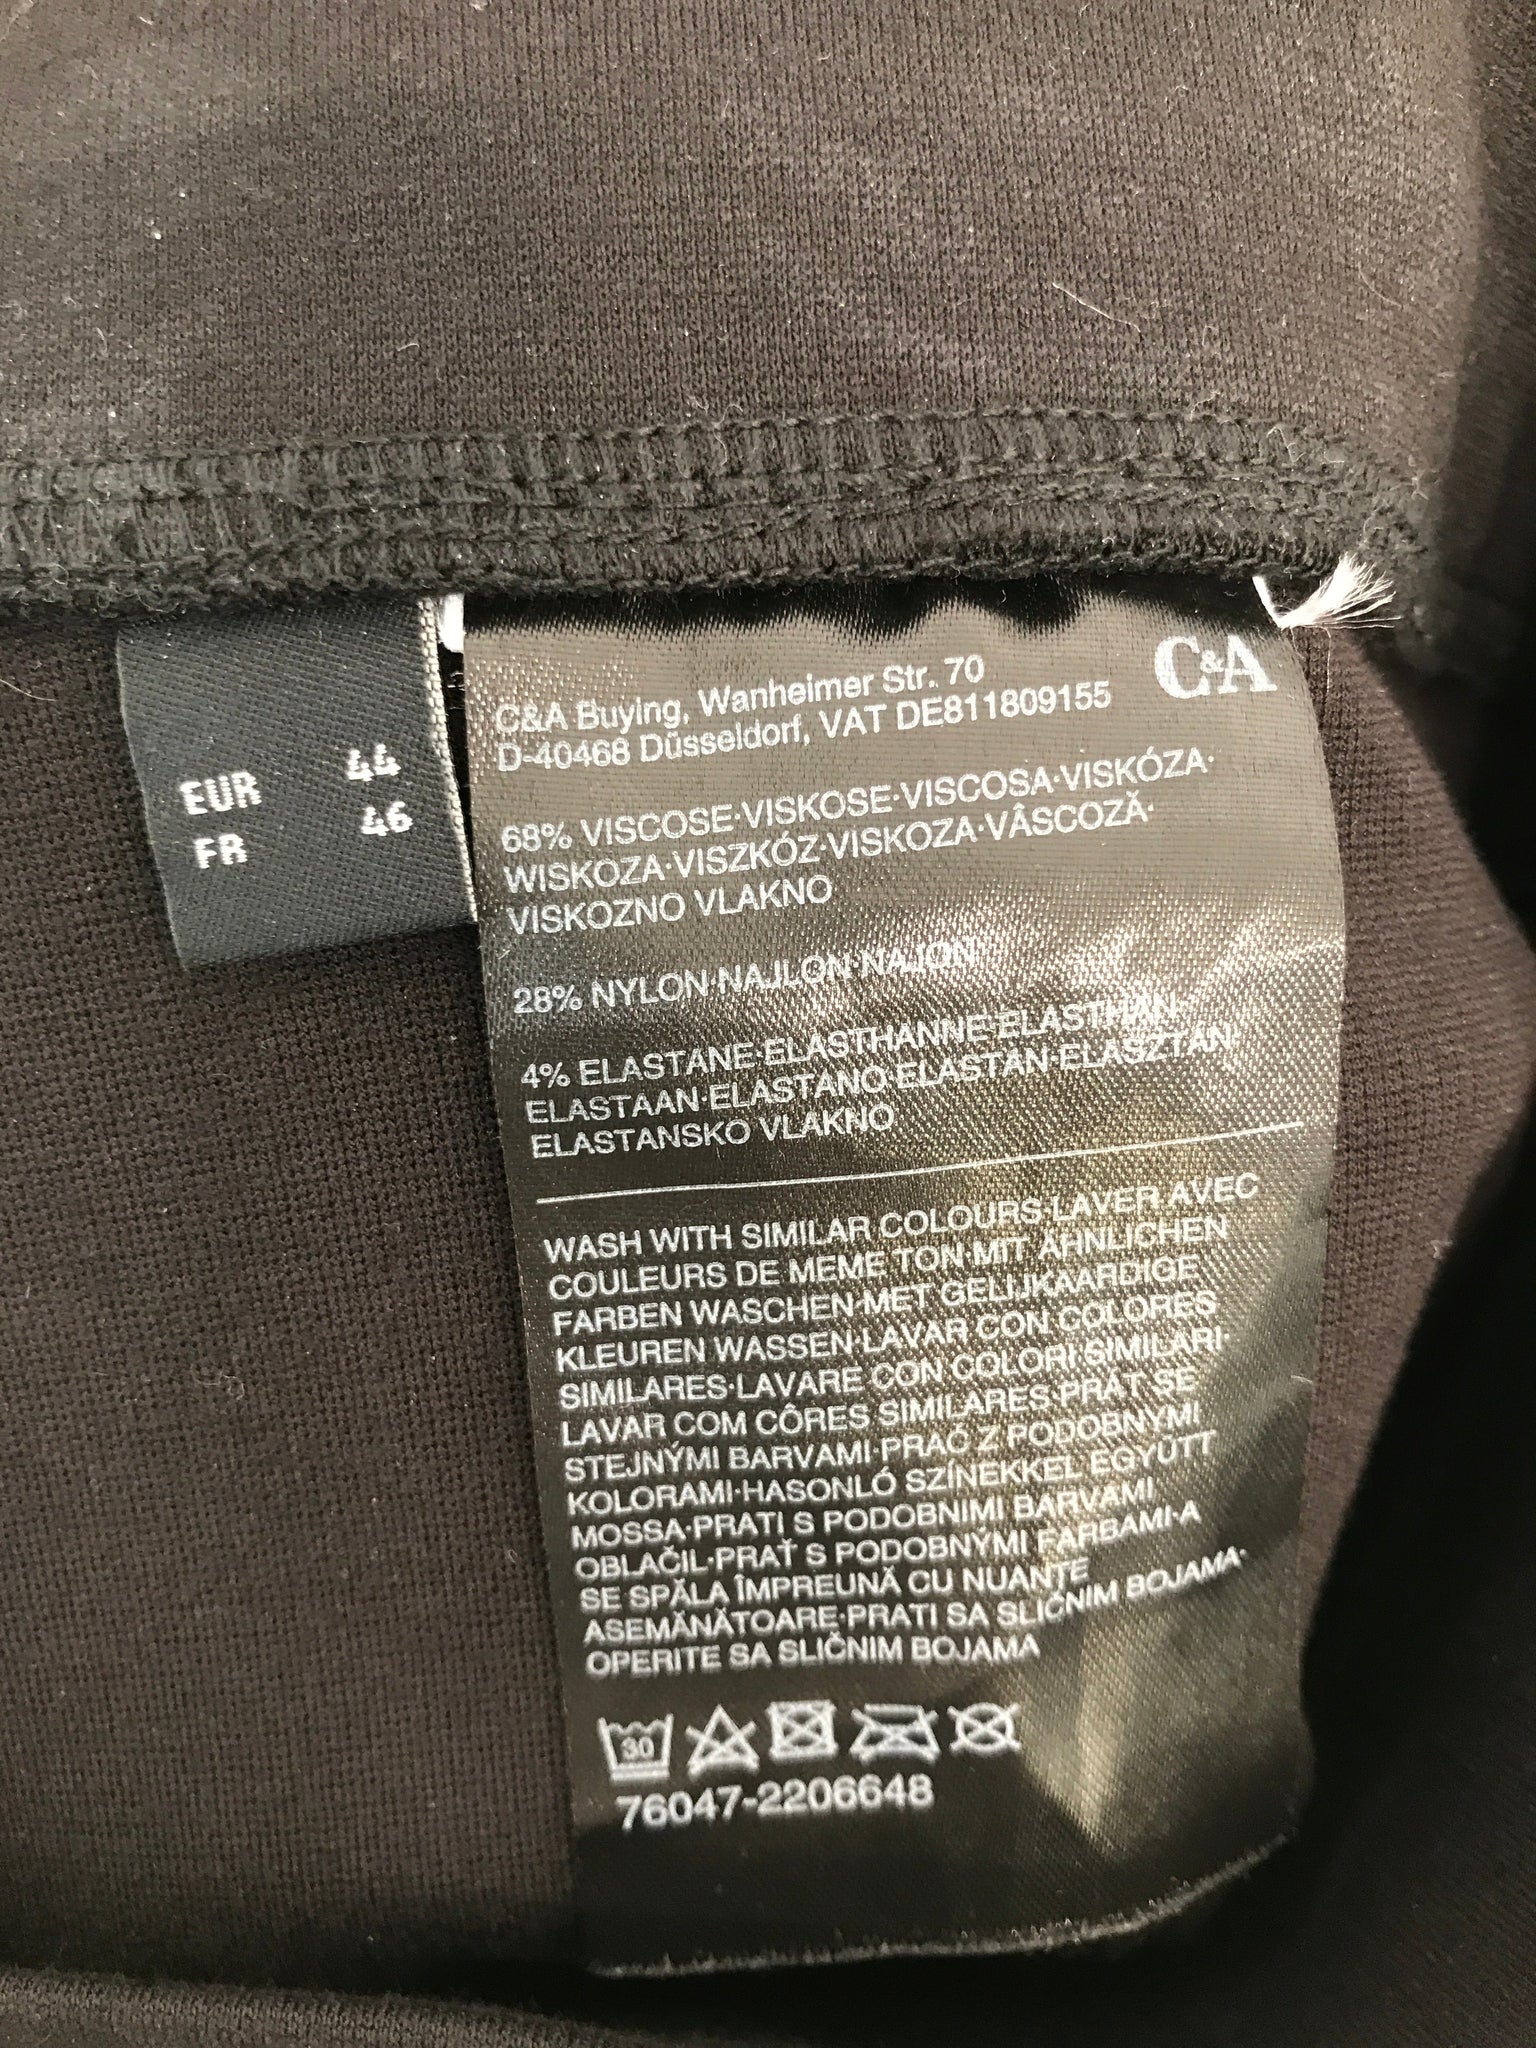 EUR 44
FR 46
C&A
C&A Buying, Wanheimer Str. 70
D-40468 Düsseldorf, VAT DE811809155
68% VISCOSE·VISKOSE·VISCOSA·VISKÓZA·
WISKOZA·VISZKÓZ·VISKOZA·VÂSCOZĂ·
VISKOZNO VLAKNO
28% NYLON·NAJLON·NAJON
4% ELASTANE·ELASTHANNE·ELASTHAN·
ELASTAAN·ELASTANO·ELASTAN·ELASZTAN·
ELASTANSKO VLAKNO
WASH WITH SIMILAR COLOURS·LAVER AVEC
COULEURS DE MEME TON·MIT ÄHNLICHEN
FARBEN WASCHEN·MET GELIJKAARDIGE
KLEUREN WASSEN·LAVAR CON COLORES
SIMILARES·LAVARE CON COLORI SIMILARI·
LAVAR COM CÔRES SIMILARES·PRÁT SE
STEJNÝMI BARVAMI·PRAĆ Z PODOBNYMI
KOLORAMI·HASONLÓ SZÍNEKKEL EGYÜTT
MOSSA·PRATI S PODOBNIMI BARVAMI
OBLAČIL·PRAŤ S PODOBNÝMI FARBAMI·A
SE SPĂLA ÎMPREUNĂ CU NUANŢE
ASEMĂNĂTOARE·PRATI SA SLIČNIM BOJAMA·
OPERITE SA SLIČNIM BOJAMA
30
76047-2206648